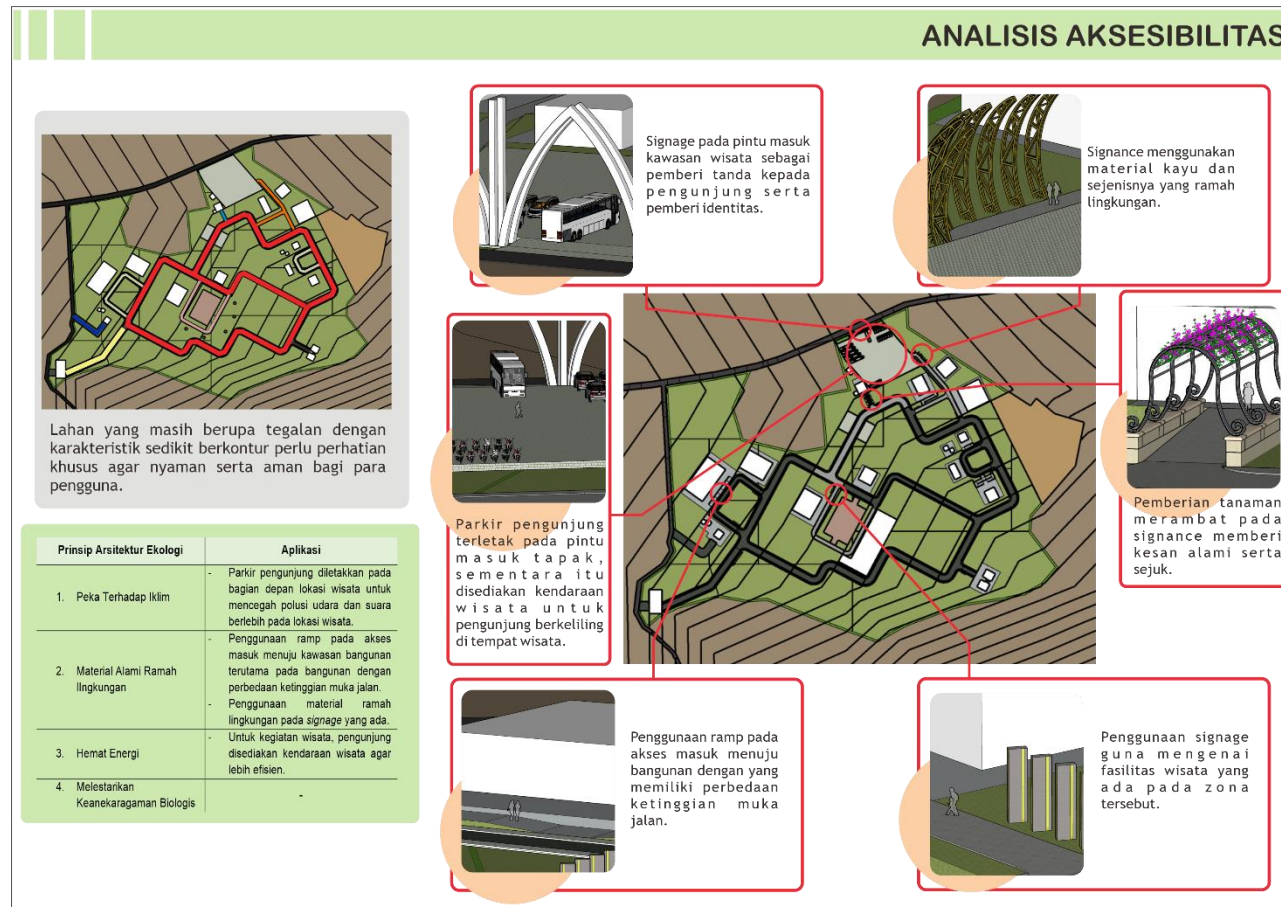 ANALISIS AKSESIBILITAS
Lahan yang masih berupa tegalan dengan
karakteristik sedikit berkontur perlu perhatian
khusus agar nyaman serta aman bagi para
pengguna.
Prinsip Arsitektur Ekologi Aplikasi
1. Peka Terhadap Iklim
- Parkir pengunjung diletakkan pada
bagian depan lokasi wisata untuk
mencegah polusi udara dan suara
berlebih pada lokasi wisata.
2. Material Alami Ramah
lIngkungan
- Penggunaan ramp pada akses
masuk menuju kawasan bangunan
terutama pada bangunan dengan
perbedaan ketinggian muka jalan.
- Penggunaan material ramah
lingkungan pada signage yang ada.
3. Hemat Energi
- Untuk kegiatan wisata, pengunjung
disediakan kendaraan wisata agar
lebih efisien.
4. Melestarikan
Keanekaragaman Biologis
-
Signage pada pintu masuk
kawasan wisata sebagai
pemberi tanda kepada
pengunjung serta
pemberi identitas.
Signance menggunakan
material kayu dan
sejenisnya yang ramah
lingkungan.
Parkir pengunjung
terletak pada pintu
masuk tapak,
sementara itu
disediakan kendaraan
wisata untuk
pengunjung berkeliling
di tempat wisata.
Pemberian tanaman
merambat pada
signance memberi
kesan alami serta
sejuk.
Penggunaan ramp pada
akses masuk menuju
bangunan dengan yang
memiliki perbedaan
ketinggian muka
jalan.
Penggunaan signage
guna mengenai
fasilitas wisata yang
ada pada zona
tersebut.